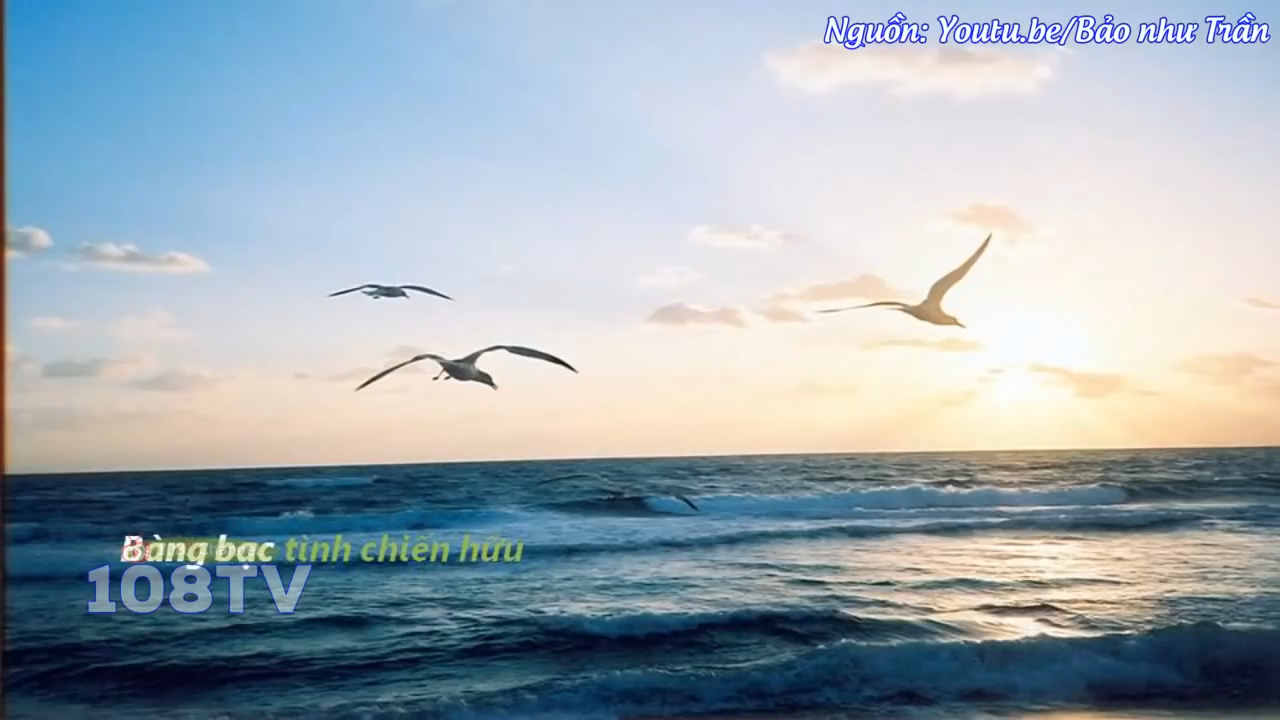 Nguồn: Youtu.be/Bảo như Trần
Bàng bạc tình chiến hữu
108TV